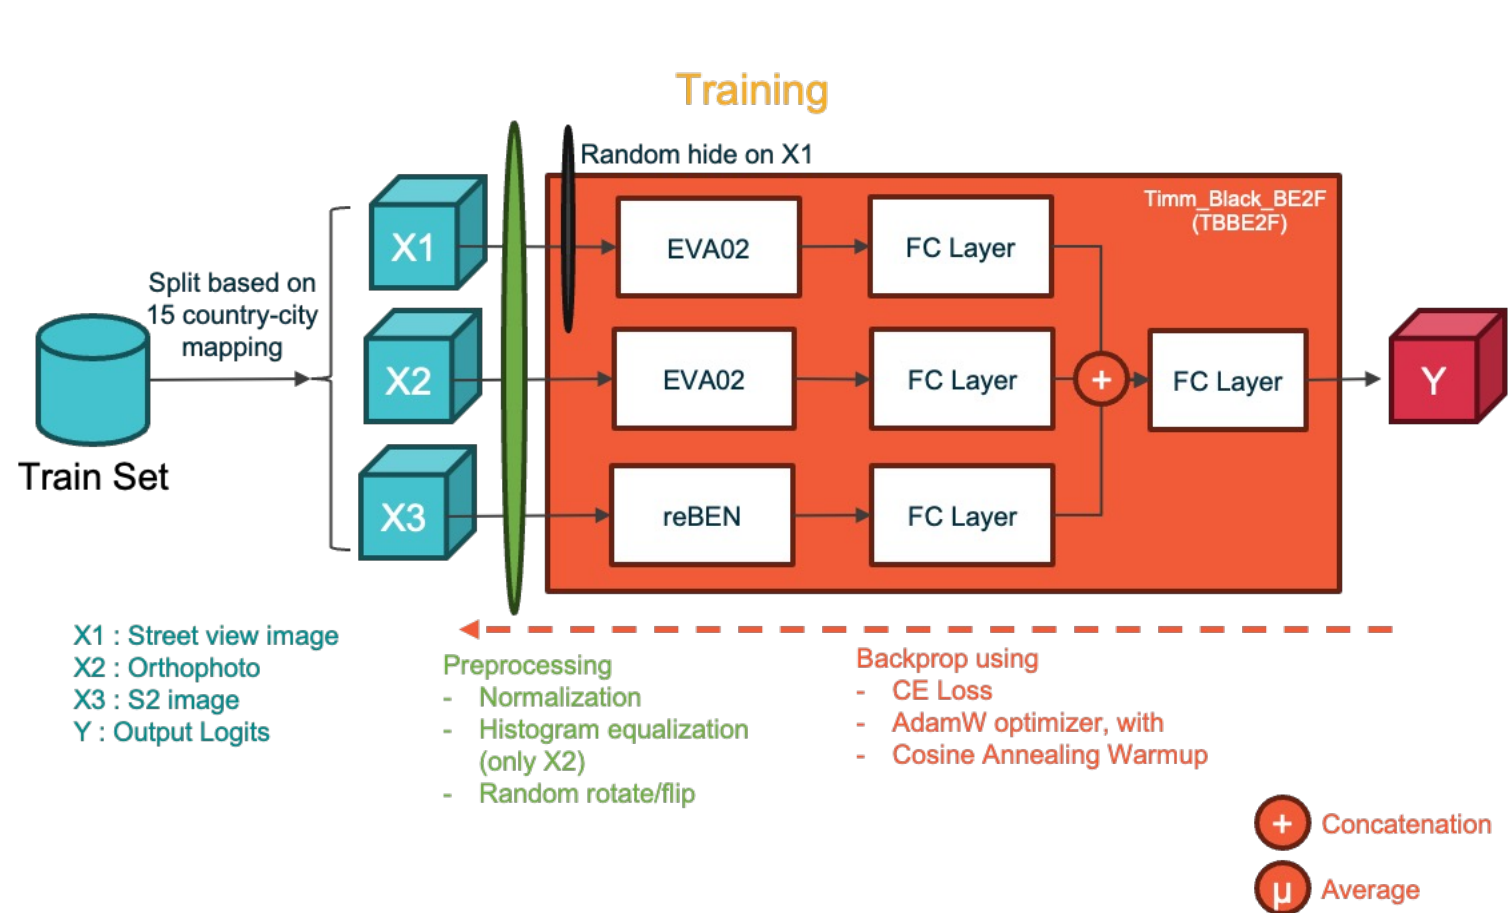 Training
Random hide on X1
Timm_Black_BE2F
(TBBE2F)
X1
EVA02
FC Layer
Split based on
15 country-city
mapping
X2
EVA02
FC Layer
+
FC Layer
Y
Train Set
X3
reBEN
FC Layer
X1 : Street view image
X2 : Orthophoto
X3 : S2 image
Y : Output Logits
Preprocessing
- Normalization
- Histogram equalization
(only X2)
- Random rotate/flip
Backprop using
- CE Loss
- AdamW optimizer, with
- Cosine Annealing Warmup
+ Concatenation
μ Average